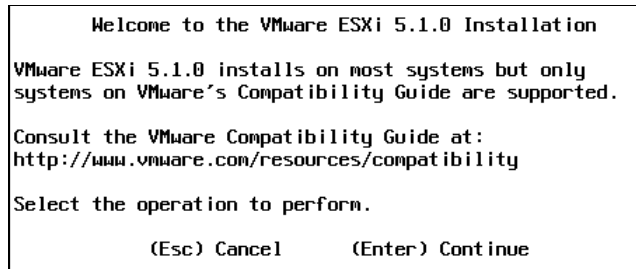 Welcome to the VMware ESXi 5.1.0 Installation
VMware ESXi 5.1.0 installs on most systems but only
systems on VMware's Compatibility Guide are supported.
Consult the VMware Compatibility Guide at:
http://www.vmware.com/resources/compatibility
Select the operation to perform.
(Esc) Cancel (Enter) Continue